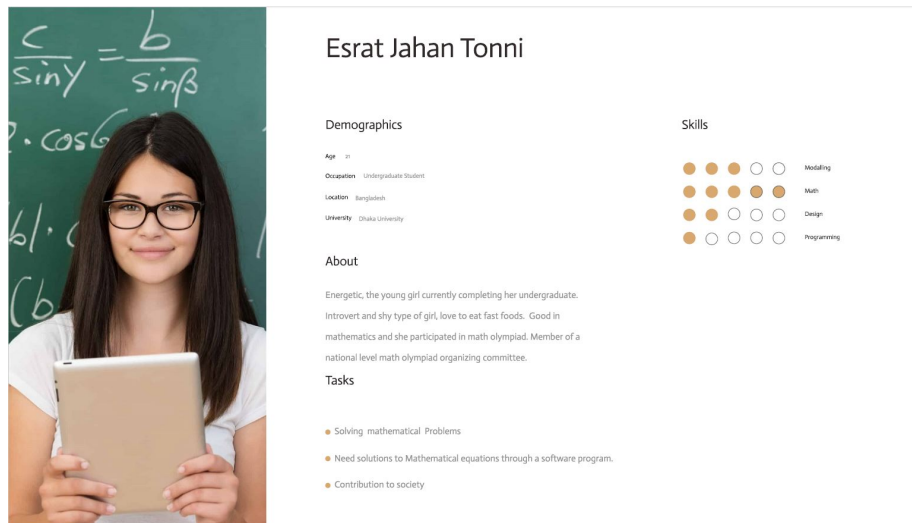 c/siny = b/sinβ
· cos
(b
Esrat Jahan Tonni
Demographics
Age 21
Occupation Undergraduate Student
Location Bangladesh
University Dhaka University
About
Energetic, the young girl currently completing her undergraduate.
Introvert and shy type of girl, love to eat fast foods. Good in
mathematics and she participated in math olympiad. Member of a
national level math olympiad organizing committee.
Tasks
Solving mathematical Problems
Need solutions to Mathematical equations through a software program.
Contribution to society
Skills
Modalling
Math
Design
Programming